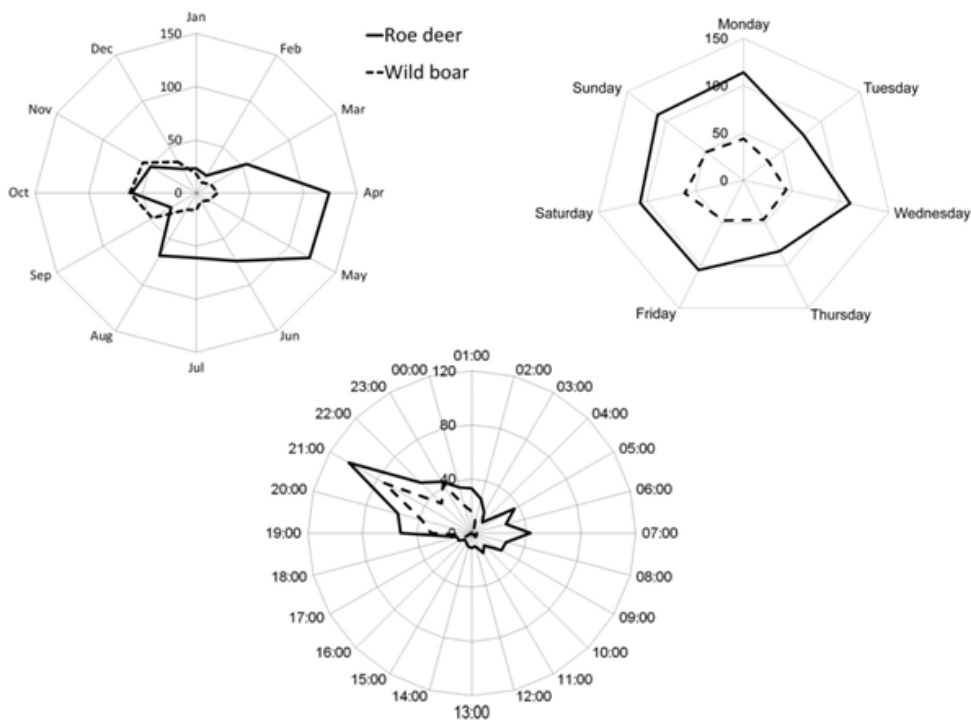 Jan
Feb
Mar
Apr
May
Jun
Jul
Aug
Sep
Oct
Nov
Dec
150
100
50
0
Roe deer
Wild boar
Monday
Tuesday
Wednesday
Thursday
Friday
Saturday
Sunday
150
100
50
0
01:00
02:00
03:00
04:00
05:00
06:00
07:00
08:00
09:00
10:00
11:00
12:00
13:00
14:00
15:00
16:00
17:00
18:00
19:00
20:00
21:00
22:00
23:00
00:00
120
80
40
0